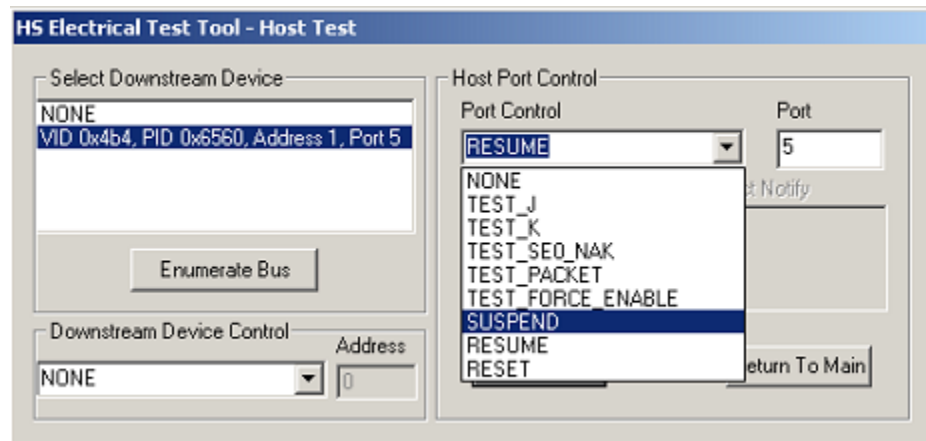 HS Electrical Test Tool - Host Test
Select Downstream Device
NONE
VID 0x4b4, PID 0x6560, Address 1, Port 5
Enumerate Bus
Downstream Device Control
Address
NONE
0
Host Port Control
Port Control
Port
RESUME
5
NONE
TEST_J
TEST_K
TEST_SE0_NAK
TEST_PACKET
TEST_FORCE_ENABLE
SUSPEND
RESUME
RESET
Notify
To Main